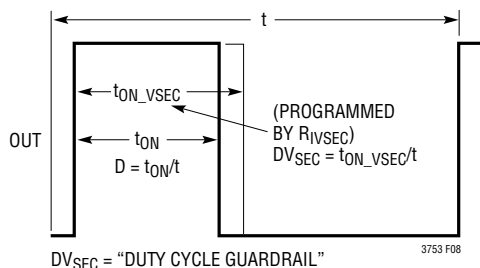 t
tON_VSEC
(PROGRAMMED
BY RIVSEC)
DVSEC = tON_VSEC/t
OUT
tON
D = tON/t
3753 F08
DVSEC = “DUTY CYCLE GUARDRAIL”